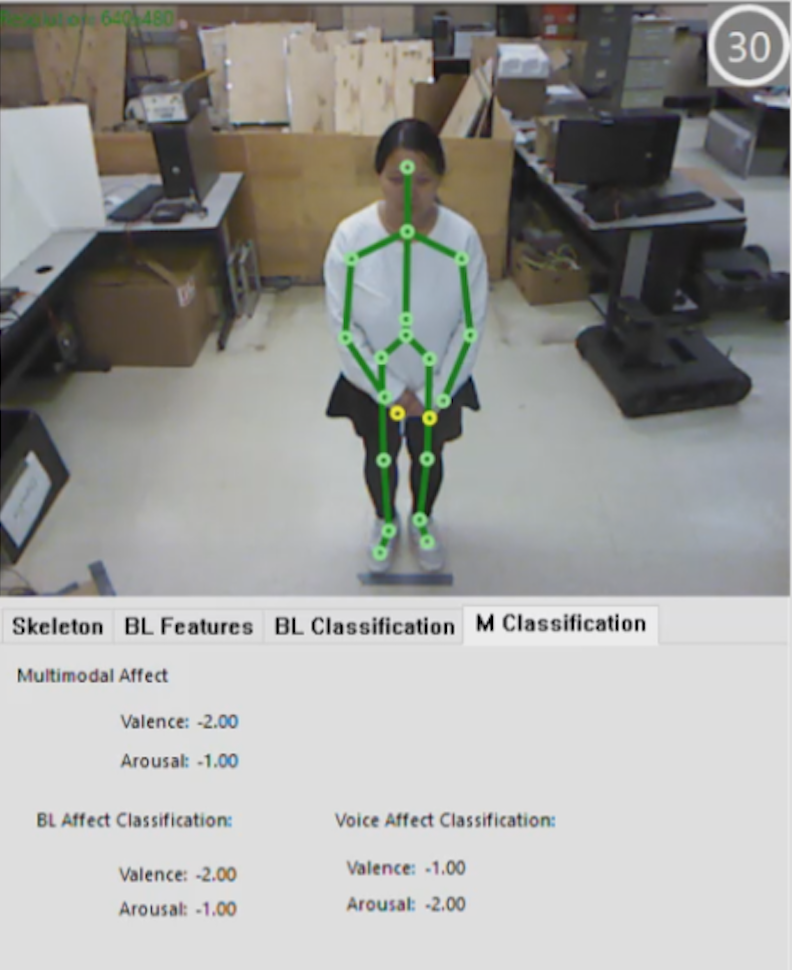 Resolution: 640x480
30
Skeleton BL Features BL Classification M Classification
Multimodal Affect
Valence: -2.00
Arousal: -1.00
BL Affect Classification: Voice Affect Classification:
Valence: -2.00 Valence: -1.00
Arousal: -1.00 Arousal: -2.00